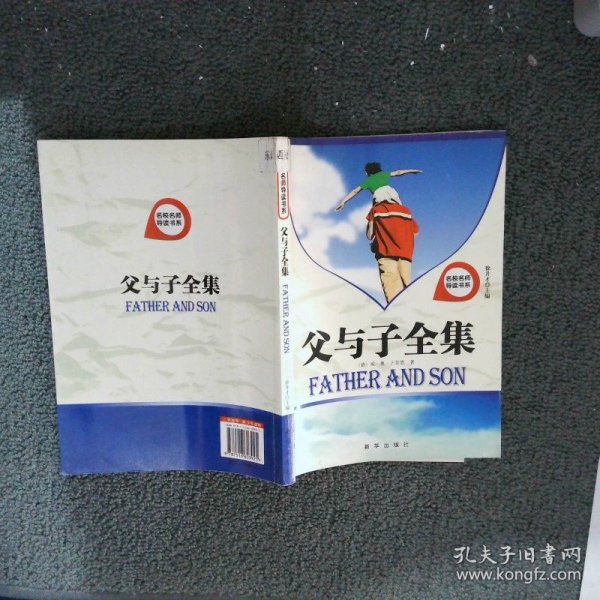 名校名师
导读书系
父与子全集
FATHER AND SON
名师导读书系
父与子全集
FATHER AND SON
名校名师
导读书系
父与子全集
FATHER AND SON
新华出版社
孔夫子旧书网
www.kongfz.com